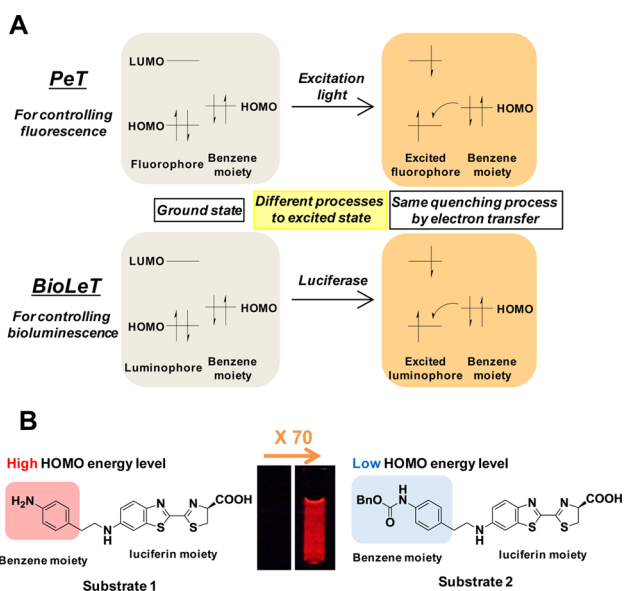 A
PeT
For controlling
fluorescence
LUMO
HOMO
HOMO
Fluorophore
Benzene
moiety
Excitation
light
HOMO
Excited
fluorophore
Benzene
moiety
Ground state
Different processes
to excited state
Same quenching process
by electron transfer
BioLeT
For controlling
bioluminescence
LUMO
HOMO
HOMO
Luminophore
Benzene
moiety
Luciferase
HOMO
Excited
luminophore
Benzene
moiety
B
X 70
High HOMO energy level
H₂N
N
H
N
S
N
S
COOH
Benzene moiety
luciferin moiety
Substrate 1
Low HOMO energy level
BnO
O
H
N
N
H
N
S
N
S
COOH
Benzene moiety
luciferin moiety
Substrate 2